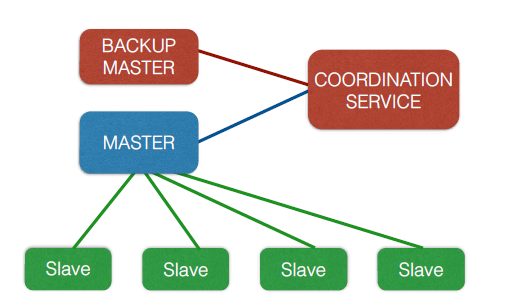 BACKUP
MASTER
COORDINATION
SERVICE
MASTER
Slave
Slave
Slave
Slave